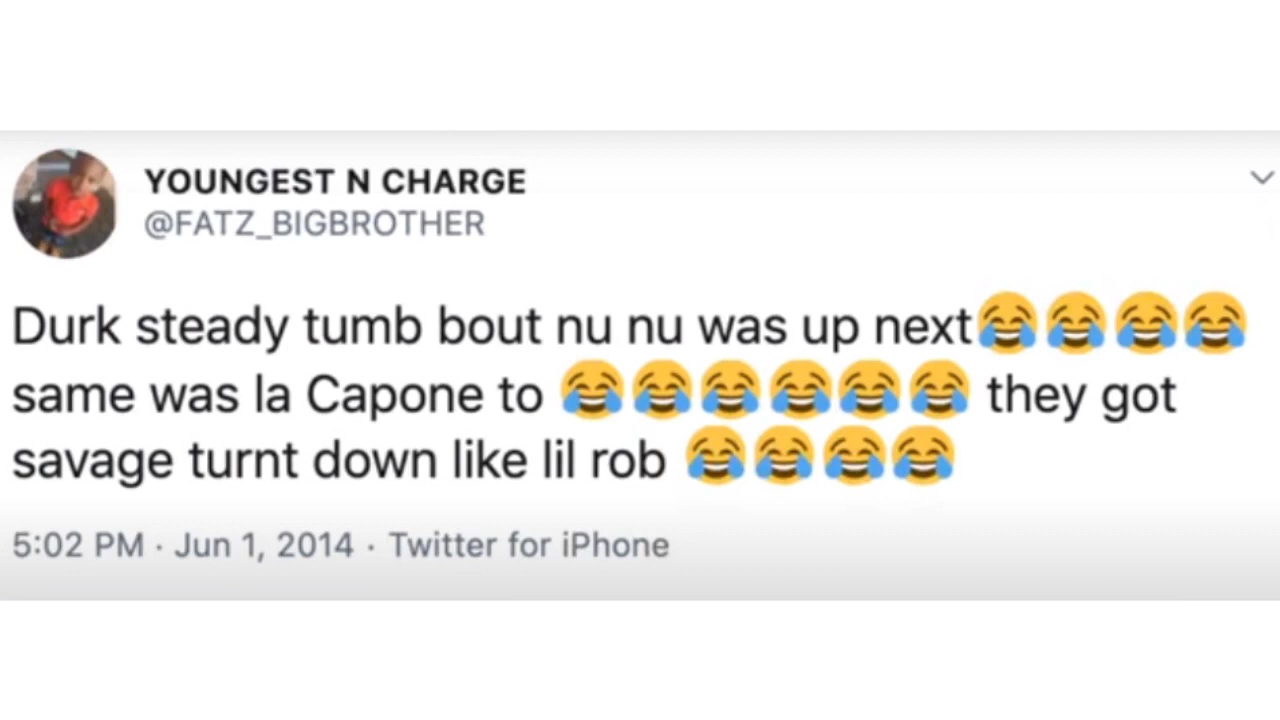 YOUNGEST N CHARGE
@FATZ_BIGBROTHER
Durk steady tumb bout nu nu was up next😂😂😂😂
same was la Capone to 😂😂😂😂😂😂 they got
savage turnt down like lil rob 😂😂😂😂
5:02 PM · Jun 1, 2014 · Twitter for iPhone